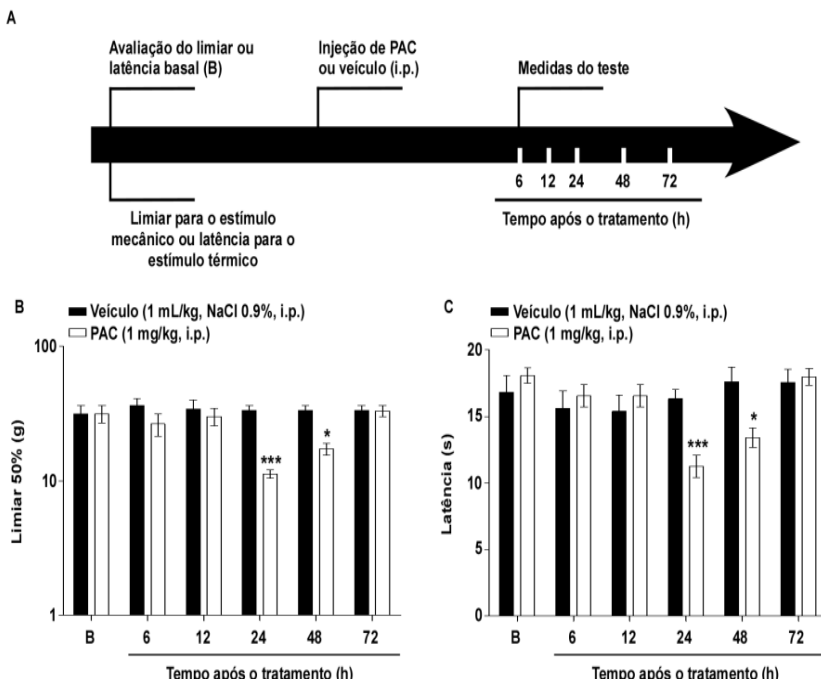 A
Avaliação do limiar ou
latência basal (B)
Injeção de PAC
ou veículo (i.p.)
Medidas do teste
6 12 24 48 72
Limiar para o estímulo
mecânico ou latência para o
estímulo térmico
Tempo após o tratamento (h)
B
Veículo (1 mL/kg, NaCl 0.9%, i.p.)
PAC (1 mg/kg, i.p.)
Limiar 50% (g)
100
10
1
***
*
B 6 12 24 48 72
Tempo após o tratamento (h)
C
Veículo (1 mL/kg, NaCl 0.9%, i.p.)
PAC (1 mg/kg, i.p.)
Latência (s)
20
15
10
5
0
***
*
B 6 12 24 48 72
Tempo após o tratamento (h)